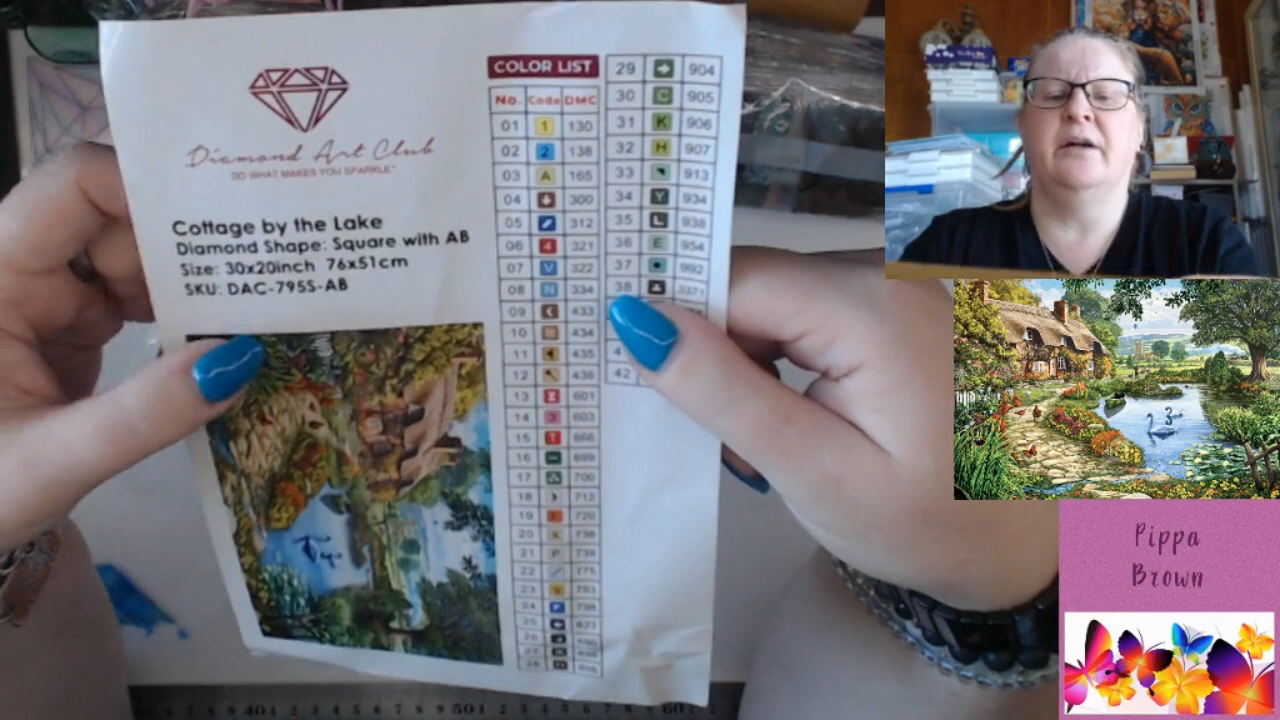 Diamond Art Club
DO WHAT MAKES YOU SPARKLE™
Cottage by the Lake
Diamond Shape: Square with AB
Size: 30x20inch 76x51cm
SKU: DAC-795S-AB
COLOR LIST
No. Code DMC
01 1 130
02 2 138
03 A 165
04 300
05 312
06 4 321
07 V 322
08 N 334
09 433
10 434
11 435
12 436
13 601
14 603
15 T 666
16 699
17 700
18 712
19 720
20 X 738
21 P 739
22 775
23 783
24 798
25
26
27
28
29 904
30 C 905
31 K 906
32 H 907
33 913
34 Y 934
35 L 938
36 E 954
37 992
38 3371
42
Pippa
Brown